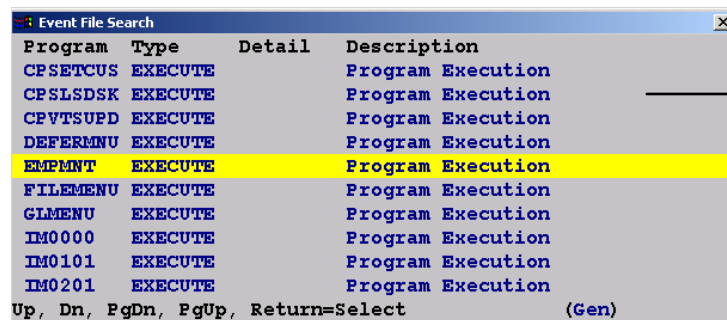 Event File Search
Program Type Detail Description
CPSETCUS EXECUTE Program Execution
CPSLSDSK EXECUTE Program Execution
CPVTSUPD EXECUTE Program Execution
DEFERMNU EXECUTE Program Execution
EMPMNT EXECUTE Program Execution
FILEMENU EXECUTE Program Execution
GLMENU EXECUTE Program Execution
IM0000 EXECUTE Program Execution
IM0101 EXECUTE Program Execution
IM0201 EXECUTE Program Execution
Up, Dn, PgDn, PgUp, Return=Select (Gen)